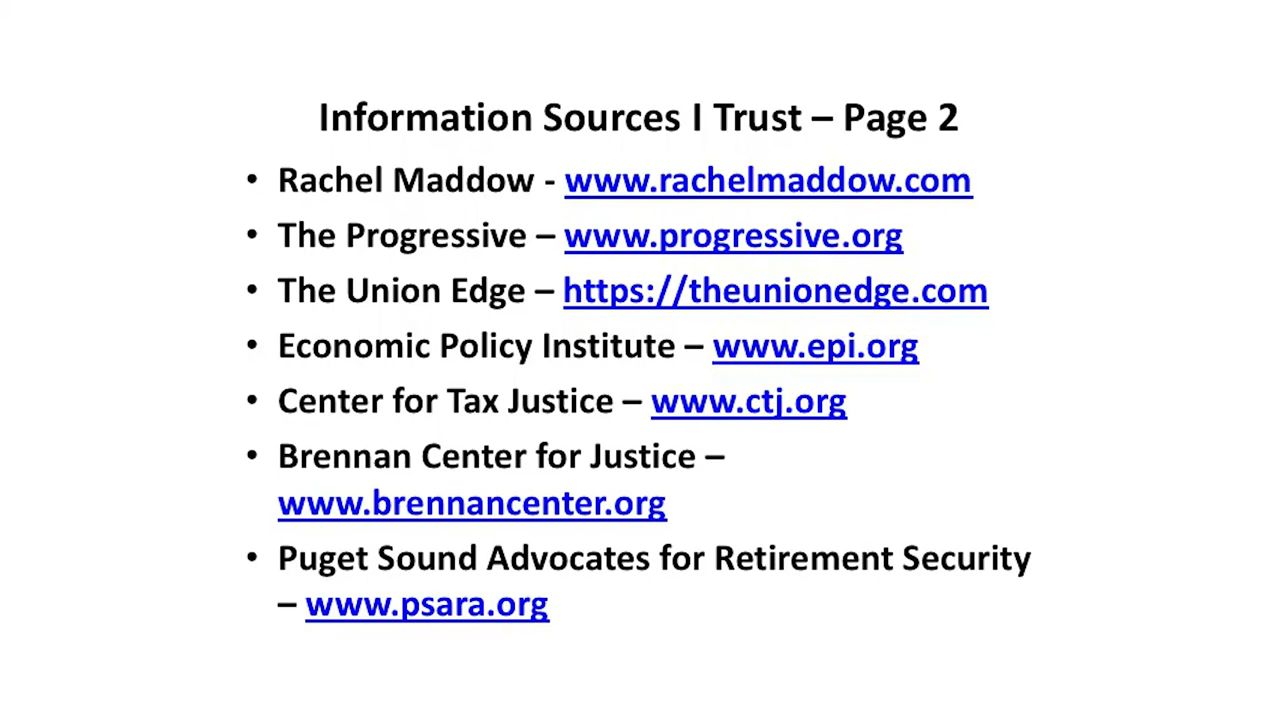 Information Sources I Trust – Page 2
• Rachel Maddow - www.rachelmaddow.com
• The Progressive – www.progressive.org
• The Union Edge – https://theunionedge.com
• Economic Policy Institute – www.epi.org
• Center for Tax Justice – www.ctj.org
• Brennan Center for Justice –
www.brennancenter.org
• Puget Sound Advocates for Retirement Security
– www.psara.org